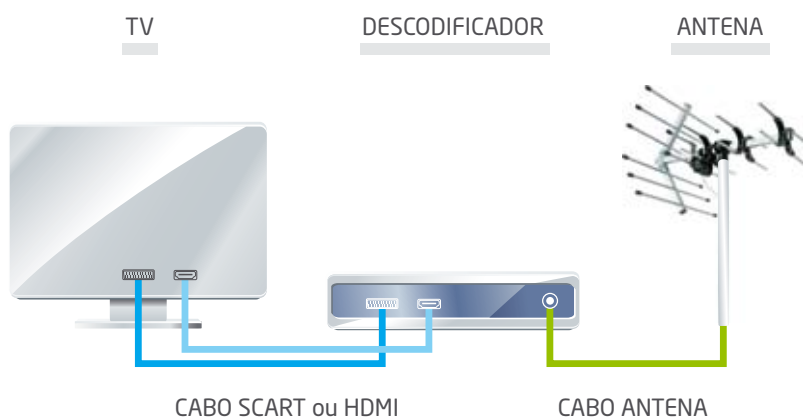 TV
DESCODIFICADOR
ANTENA
CABO SCART ou HDMI
CABO ANTENA